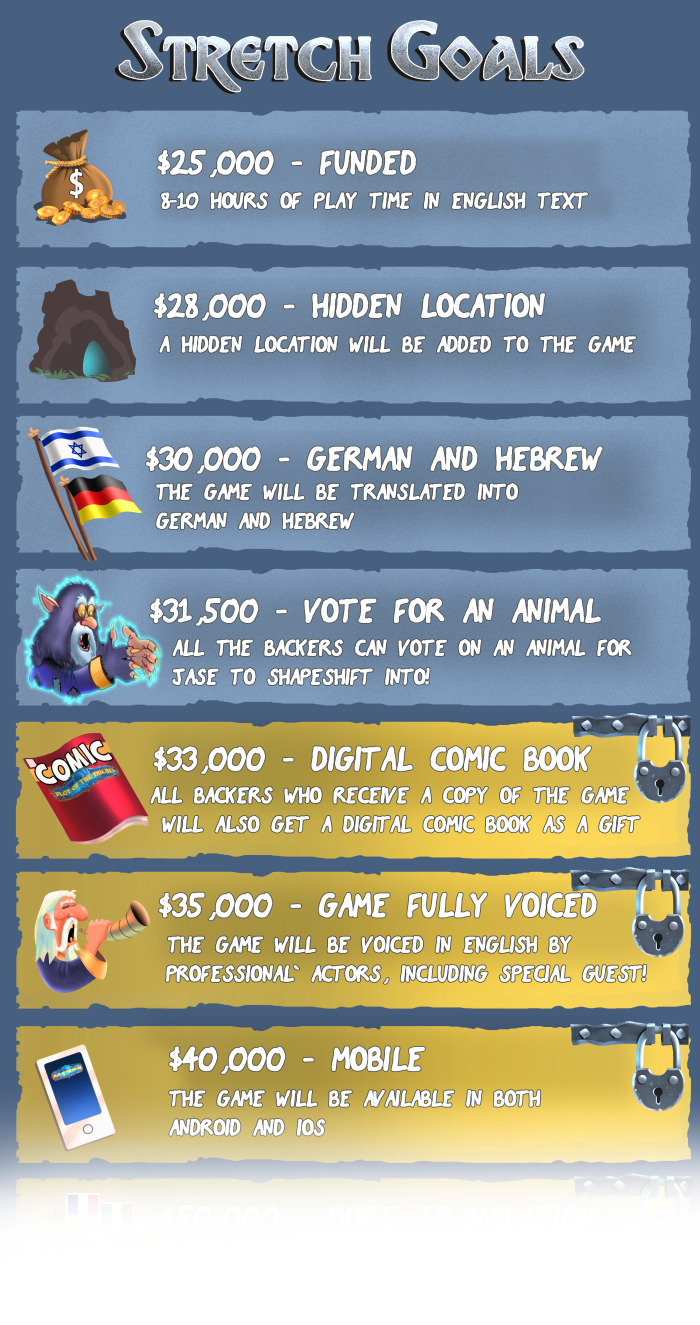 STRETCH GOALS
$25,000 - FUNDED
8-10 HOURS OF PLAY TIME IN ENGLISH TEXT
$
$28,000 - HIDDEN LOCATION
A HIDDEN LOCATION WILL BE ADDED TO THE GAME
$30,000 - GERMAN AND HEBREW
THE GAME WILL BE TRANSLATED INTO
GERMAN AND HEBREW
$31,500 - VOTE FOR AN ANIMAL
ALL THE BACKERS CAN VOTE ON AN ANIMAL FOR
JASE TO SHAPESHIFT INTO!
COMIC
$33,000 - DIGITAL COMIC BOOK
ALL BACKERS WHO RECEIVE A COPY OF THE GAME
WILL ALSO GET A DIGITAL COMIC BOOK AS A GIFT
$35,000 - GAME FULLY VOICED
THE GAME WILL BE VOICED IN ENGLISH BY
PROFESSIONAL` ACTORS, INCLUDING SPECIAL GUEST!
$40,000 - MOBILE
THE GAME WILL BE AVAILABLE IN BOTH
ANDROID AND IOS
$50,000 - MORE TRANSLATION